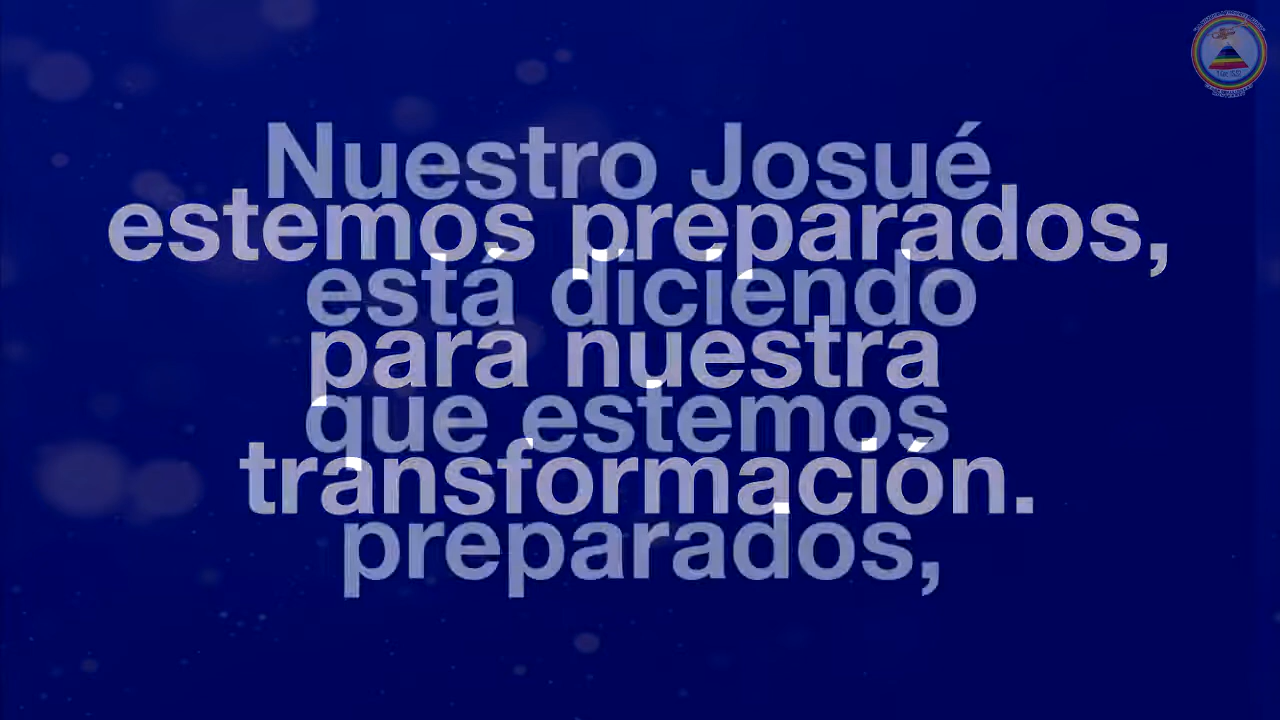 Nuestro Josué
está diciendo
que estemos
preparados,
estemos preparados,
para nuestra
transformación.